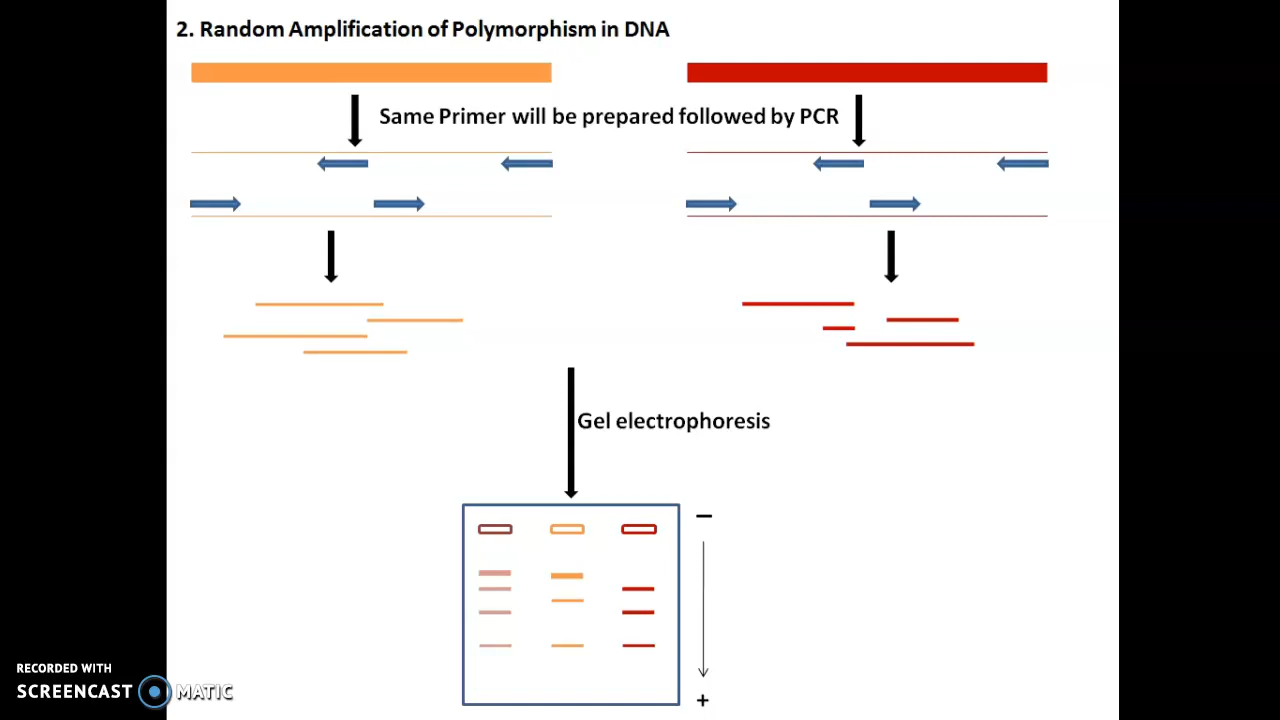 2. Random Amplification of Polymorphism in DNA
Same Primer will be prepared followed by PCR
Gel electrophoresis
−
+
RECORDED WITH
SCREENCAST MATIC